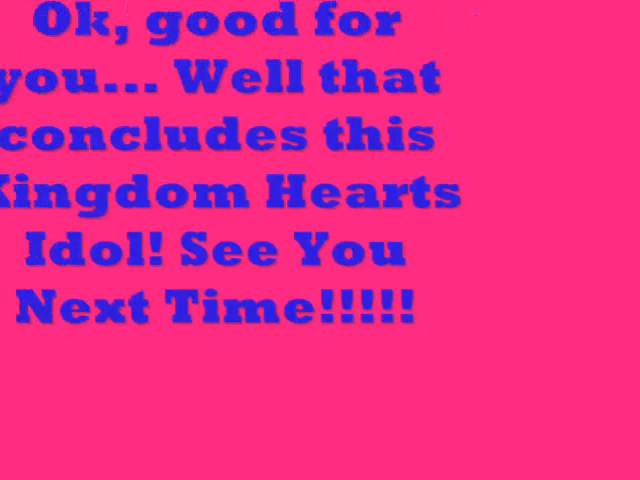 Ok, good for
you... Well that
concludes this
Kingdom Hearts
Idol! See You
Next Time!!!!!